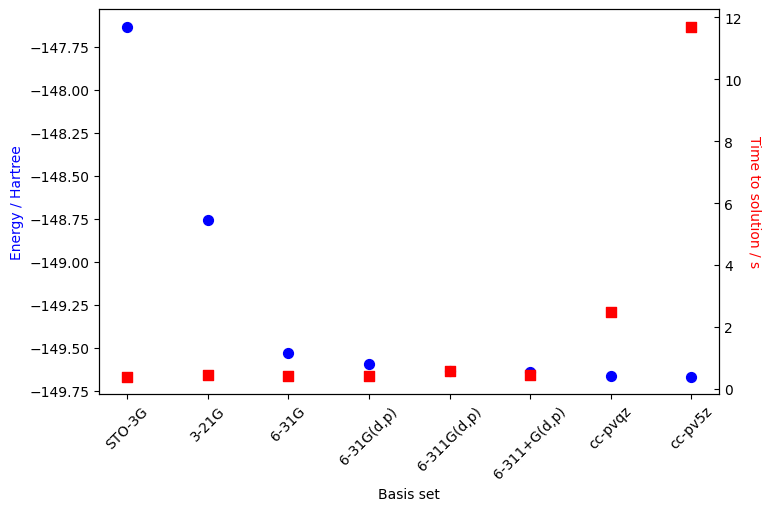 Energy / Hartree
−147.75
−148.00
−148.25
−148.50
−148.75
−149.00
−149.25
−149.50
−149.75
12
10
8
6
4
2
0
Time to solution / s
STO-3G
3-21G
6-31G
6-31G(d,p)
6-311G(d,p)
6-311+G(d,p)
cc-pvqz
cc-pv5z
Basis set